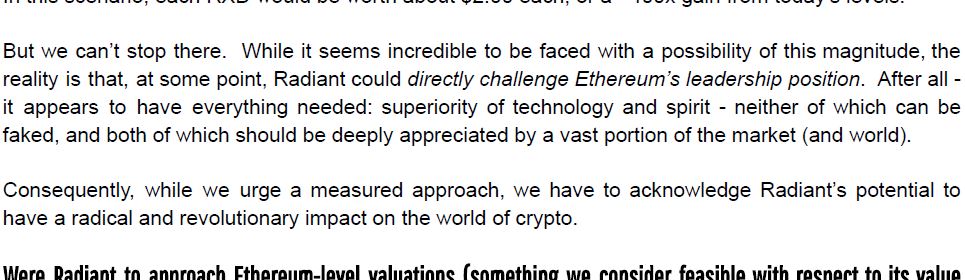 But we can't stop there. While it seems incredible to be faced with a possibility of this magnitude, the
reality is that, at some point, Radiant could directly challenge Ethereum's leadership position. After all -
it appears to have everything needed: superiority of technology and spirit - neither of which can be
faked, and both of which should be deeply appreciated by a vast portion of the market (and world).
Consequently, while we urge a measured approach, we have to acknowledge Radiant's potential to
have a radical and revolutionary impact on the world of crypto.
Were Radiant to approach Ethereum-level valuations (something we consider feasible with respect to its value